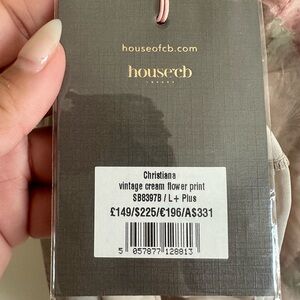 houseofcb.com
house of cb
LONDON
Christiana
vintage cream flower print
SB8397B / L+ Plus
£149/$225/€196/A$331
5 057877 128813